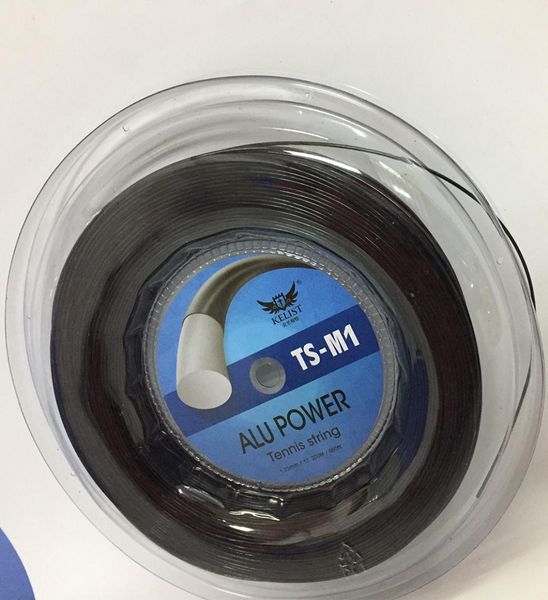 ®
KELIST
TS-M1
ALU POWER
Tennis string